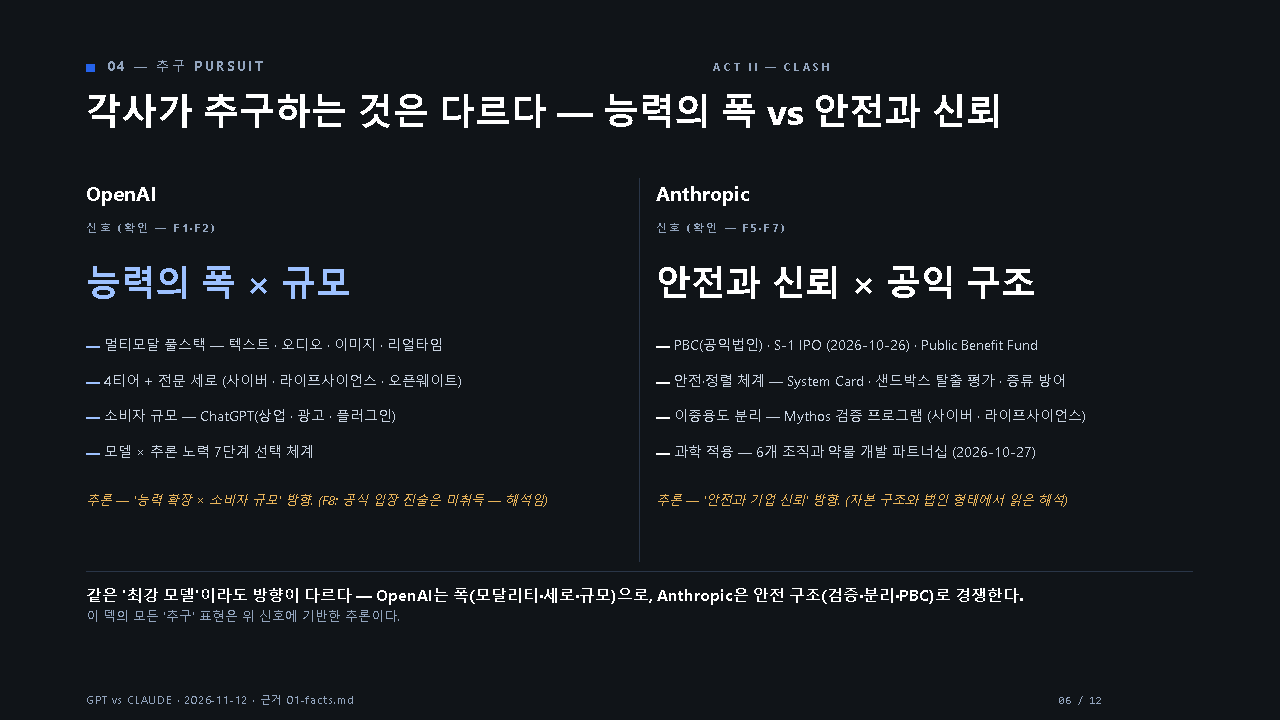 04 — 추구 PURSUIT
ACT II — CLASH
각사가 추구하는 것은 다르다 — 능력의 폭 vs 안전과 신뢰
OpenAI
신호 (확인 — F1·F2)
능력의 폭 × 규모
— 멀티모달 풀스택 — 텍스트 · 오디오 · 이미지 · 리얼타임
— 4티어 + 전문 세로 (사이버 · 라이프사이언스 · 오픈웨이트)
— 소비자 규모 — ChatGPT(상업 · 광고 · 플러그인)
— 모델 × 추론 노력 7단계 선택 체계
추론 — '능력 확장 × 소비자 규모' 방향. (F8: 공식 입장 진술은 미취득 — 해석임)
Anthropic
신호 (확인 — F5·F7)
안전과 신뢰 × 공익 구조
— PBC(공익법인) · S-1 IPO (2026-10-26) · Public Benefit Fund
— 안전·정렬 체계 — System Card · 샌드박스 탈출 평가 · 증류 방어
— 이중용도 분리 — Mythos 검증 프로그램 (사이버 · 라이프사이언스)
— 과학 적용 — 6개 조직과 약물 개발 파트너십 (2026-10-27)
추론 — '안전과 기업 신뢰' 방향. (자본 구조와 법인 형태에서 읽은 해석)
같은 '최강 모델'이라도 방향이 다르다 — OpenAI는 폭(모달리티·세로·규모)으로, Anthropic은 안전 구조(검증·분리·PBC)로 경쟁한다.
이 덱의 모든 '추구' 표현은 위 신호에 기반한 추론이다.
GPT vs CLAUDE · 2026-11-12 · 근거 01-facts.md
06 / 12